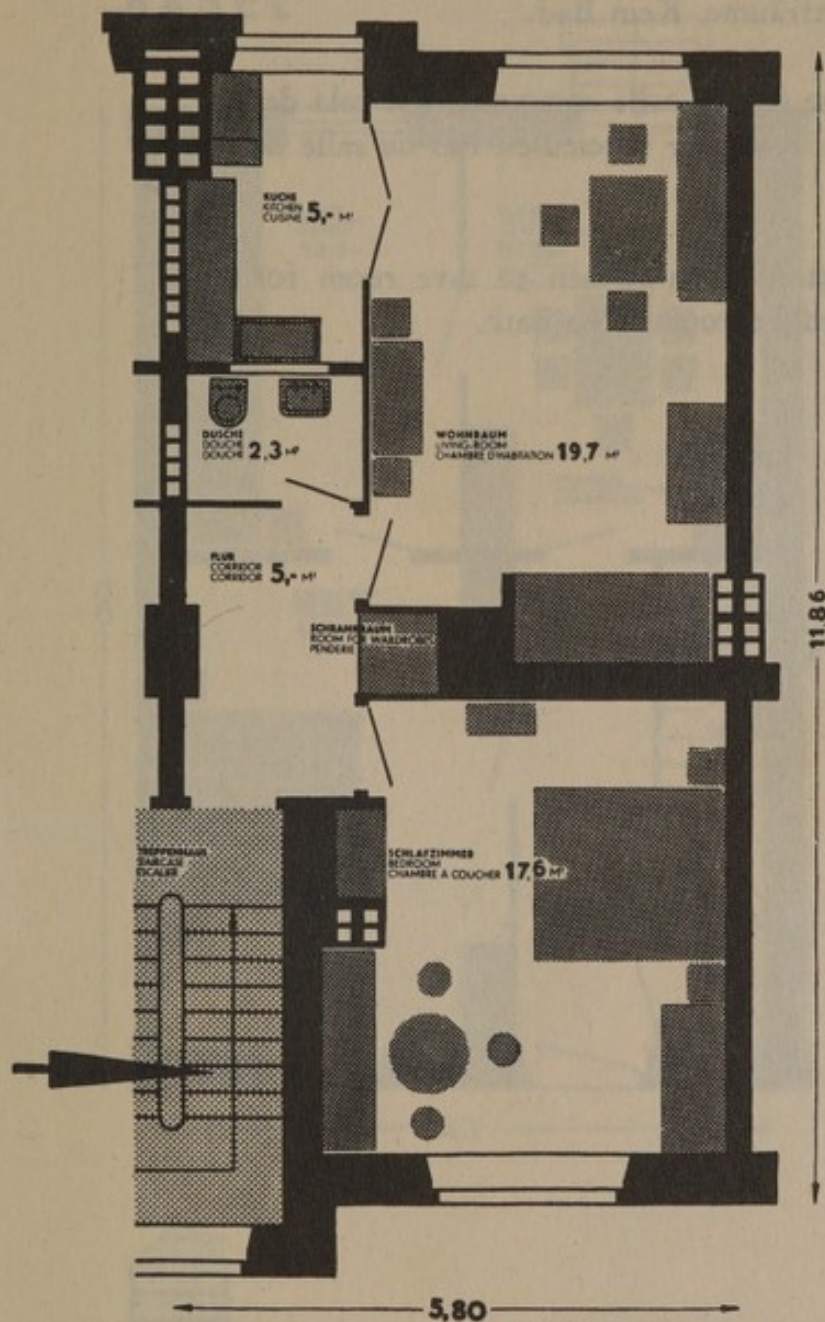 KUCHE
KITCHEN
CUISINE 5,- M²
DUSCHE
DOUCHE
DOUCHE 2,3 M²
WOHNRAUM
LIVING-ROOM
CHAMBRE D'HABITATION 19,7 M²
FLUR
CORRIDOR
CORRIDOR 5,- M²
SCHRANKRAUM
ROOM FOR WARDROBES
PENDERIE
11.86
TREPPENHAUS
STAIRCASE
ESCALIER
SCHLAFZIMMER
BEDROOM
CHAMBRE A COUCHER 17,6 M²
5,80